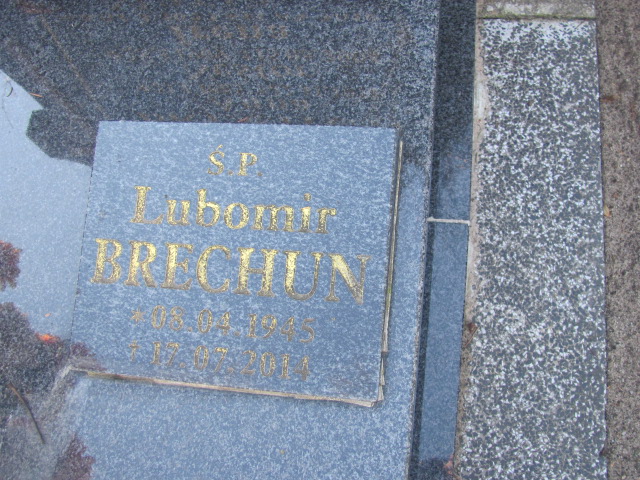 Ś.P.
Lubomir
BRECHUN
*08.04.1945
†17.07.2014